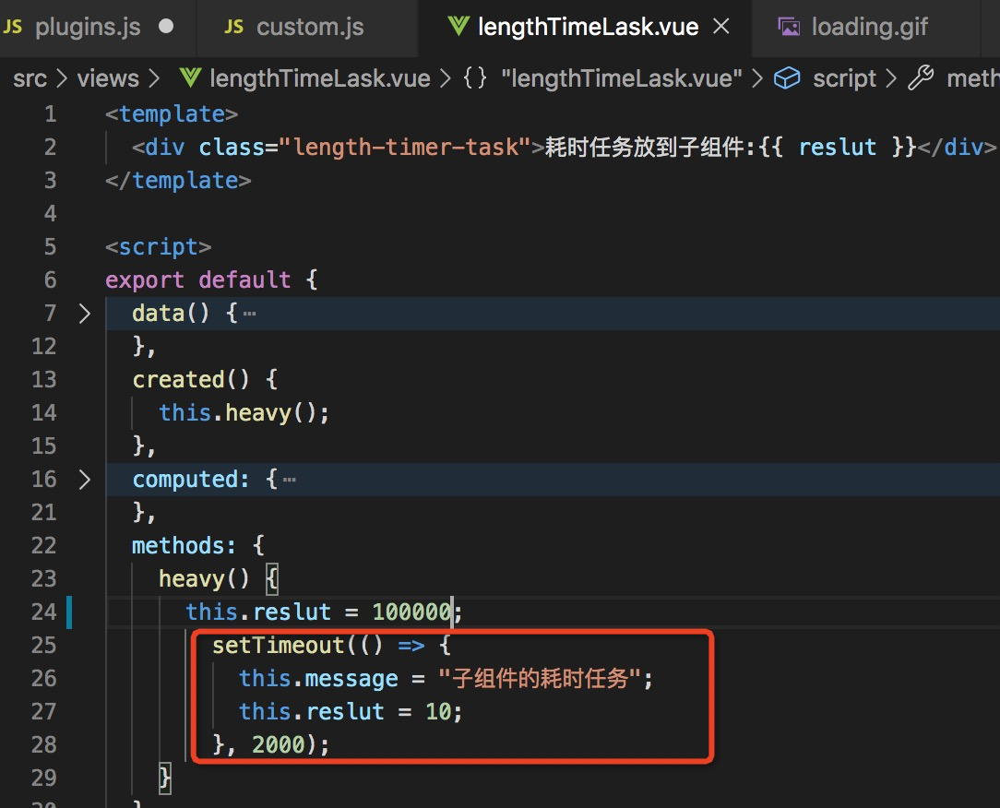 JS plugins.js
JS custom.js
lengthTimeLask.vue
loading.gif
src > views > lengthTimeLask.vue > {} "lengthTimeLask.vue" > script > meth
1 <template>
2 <div class="length-timer-task">耗时任务放到子组件:{{ reslut }}</div>
3 </template>
4
5 <script>
6 export default {
7 data() {…
12 },
13 created() {
14 this.heavy();
15 },
16 computed: {…
21 },
22 methods: {
23 heavy() {
24 this.reslut = 100000;
25 setTimeout(() => {
26 this.message = "子组件的耗时任务";
27 this.reslut = 10;
28 }, 2000);
29 }